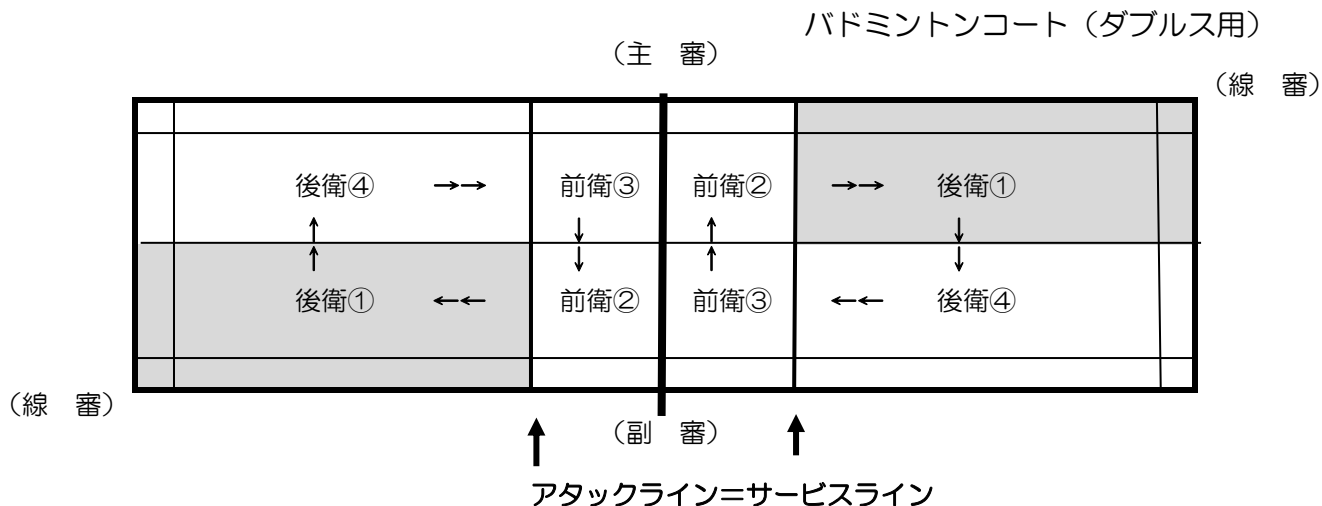 バドミントンコート（ダブルス用）
（主　審）
（線　審）
後衛④ →→ 前衛③ 前衛② →→ 後衛①
↑ ↓ ↑ ↓
↑ ↓ ↑ ↓
後衛① ←← 前衛② 前衛③ ←← 後衛④
（線　審）
（副　審）
アタックライン＝サービスライン